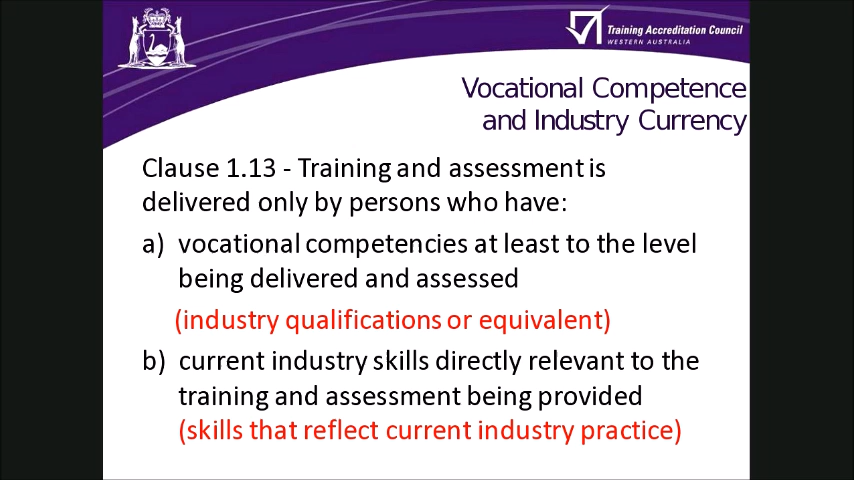 Training Accreditation Council
WESTERN AUSTRALIA
Vocational Competence
and Industry Currency
Clause 1.13 - Training and assessment is
delivered only by persons who have:
a) vocational competencies at least to the level
being delivered and assessed
(industry qualifications or equivalent)
b) current industry skills directly relevant to the
training and assessment being provided
(skills that reflect current industry practice)